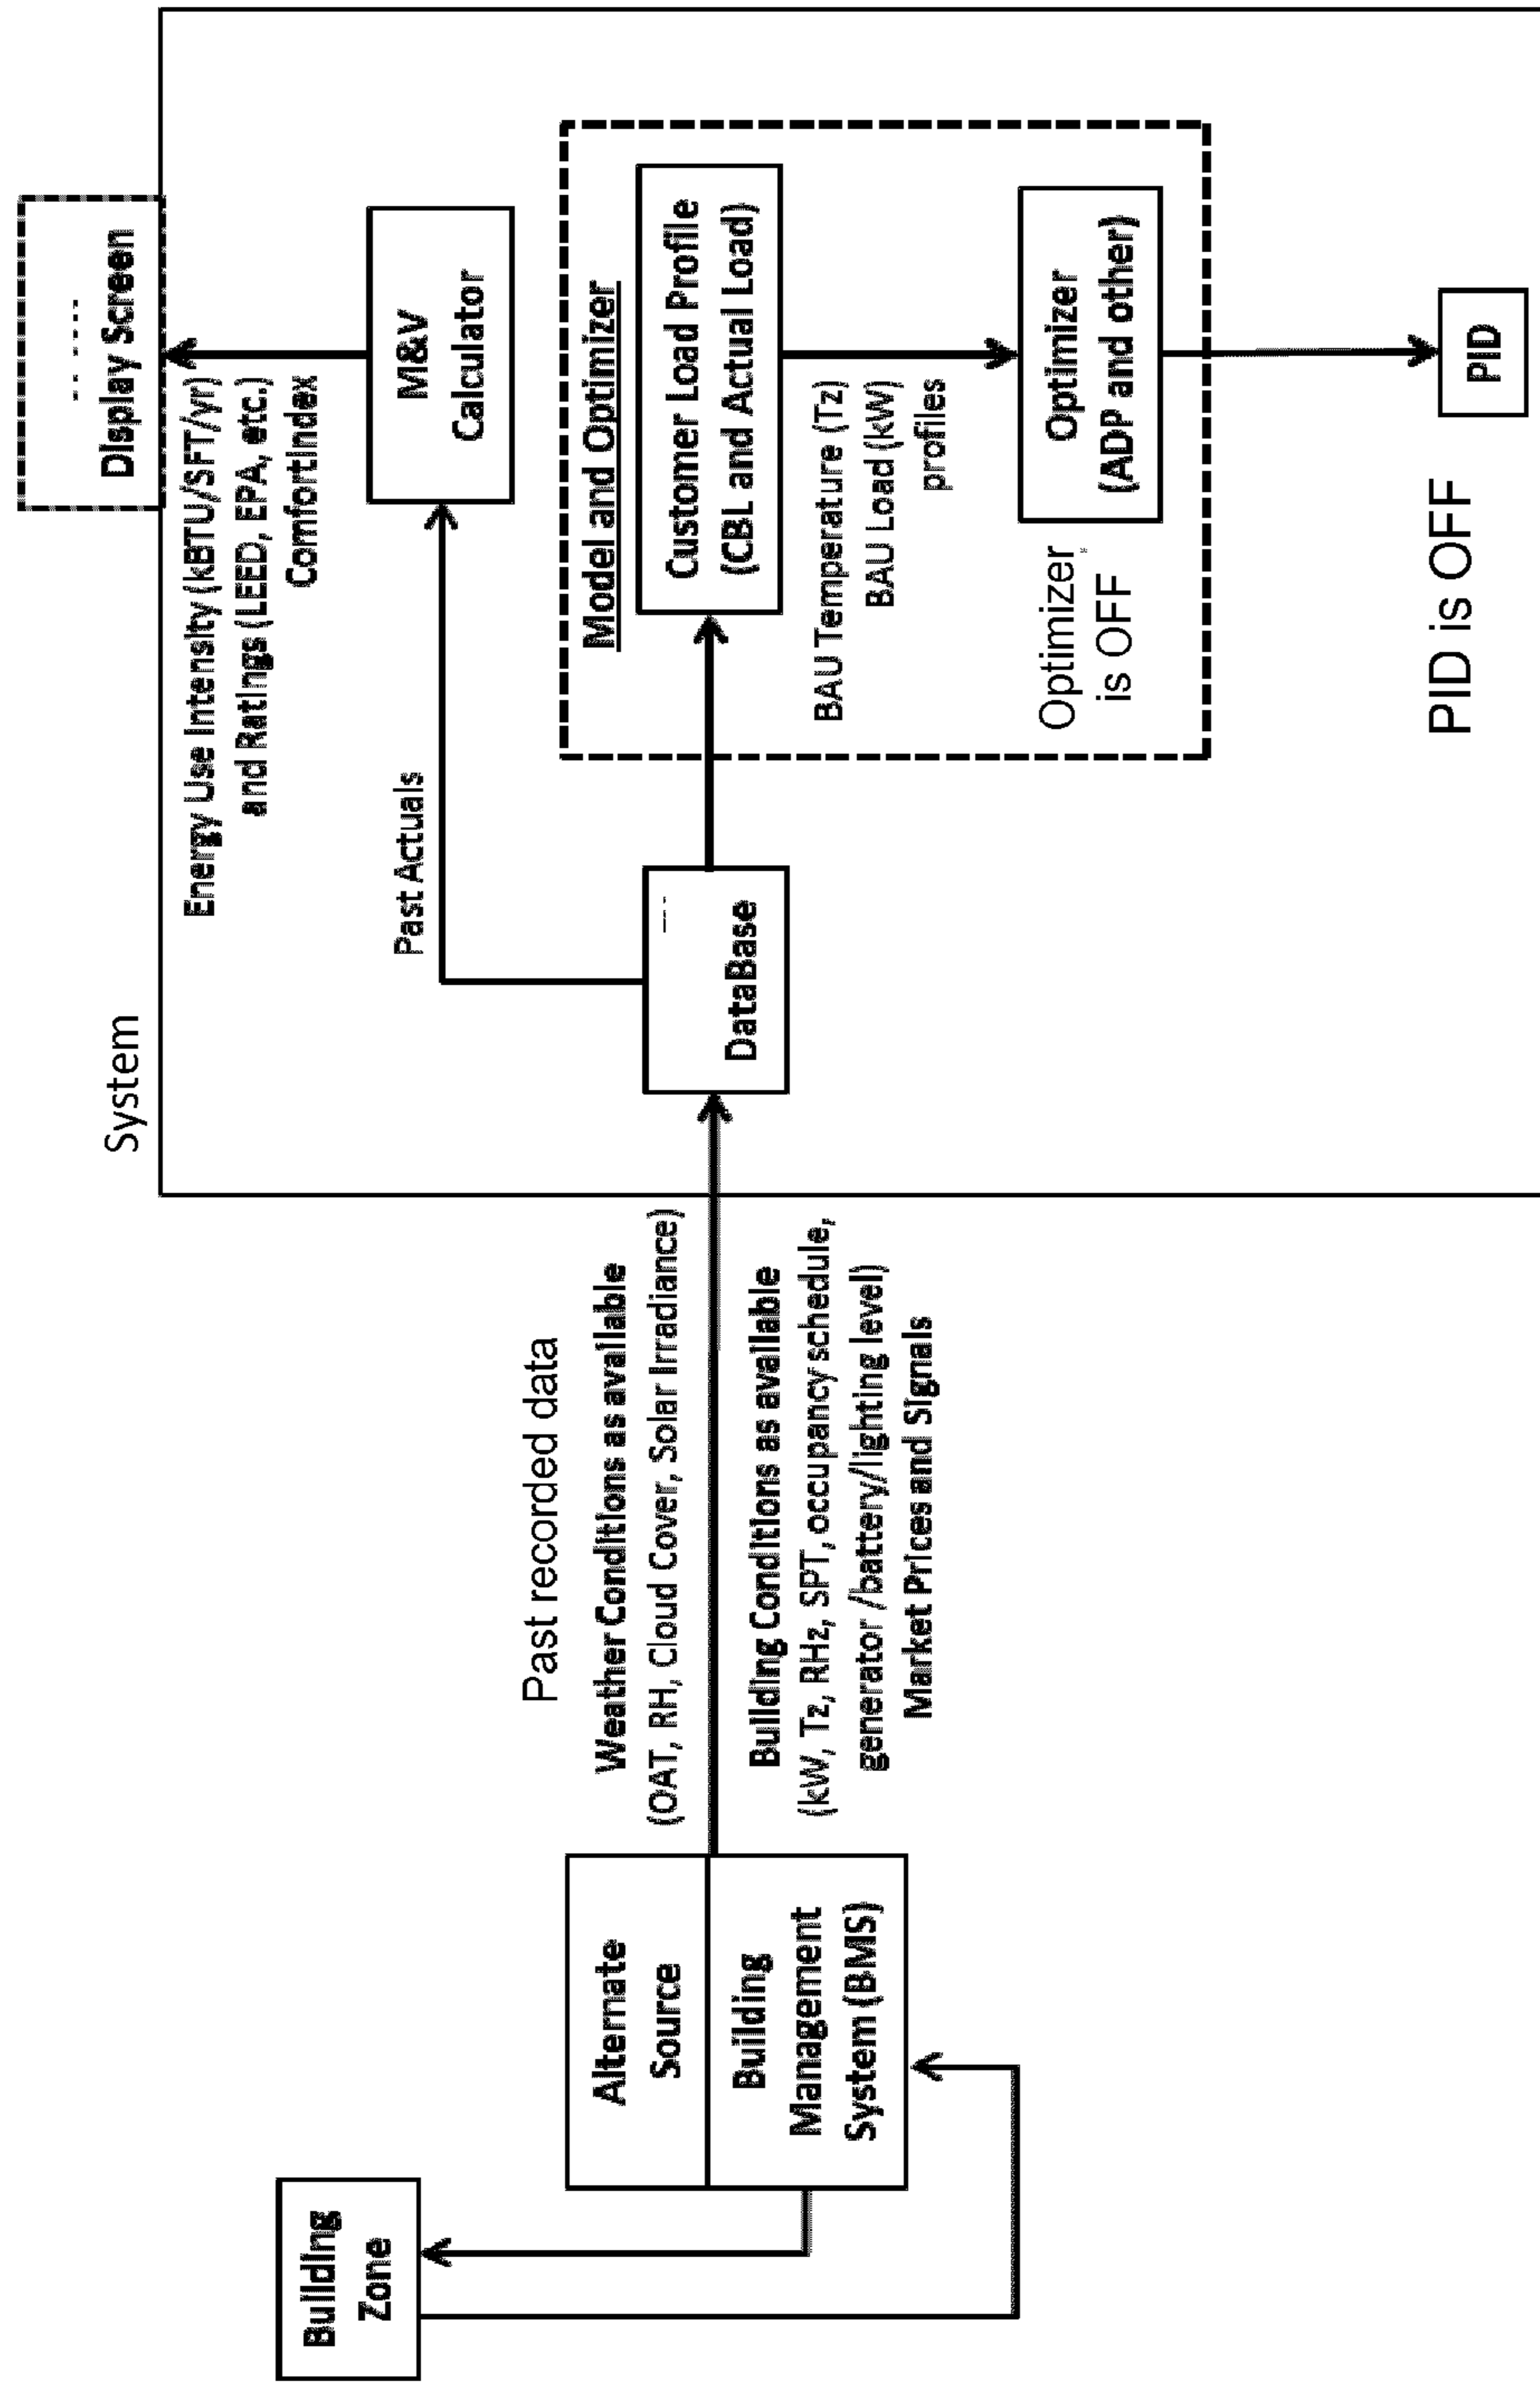 System
Display Screen
Energy Use Intensity (kBTU/SFT/yr)
and Ratings (LEED, EPA, etc.)
ComfortIndex
Building
Zone
Past Actuals
M&V
Calculator
Past recorded data
Weather Conditions as available
(OAT, RH, Cloud Cover, Solar Irradiance)
Alternate
Source
Building
Management
System (BMS)
Building Conditions as available
(kW, Tz, RHz, SPT, occupancy schedule,
generator /battery/lighting level)
Market Prices and Signals
DataBase
Model and Optimizer
Customer Load Profile
(CBL and Actual Load)
BAU Temperature (Tz)
BAU Load (kW)
profiles
Optimizer
is OFF
Optimizer
(ADP and other)
PID is OFF
PID